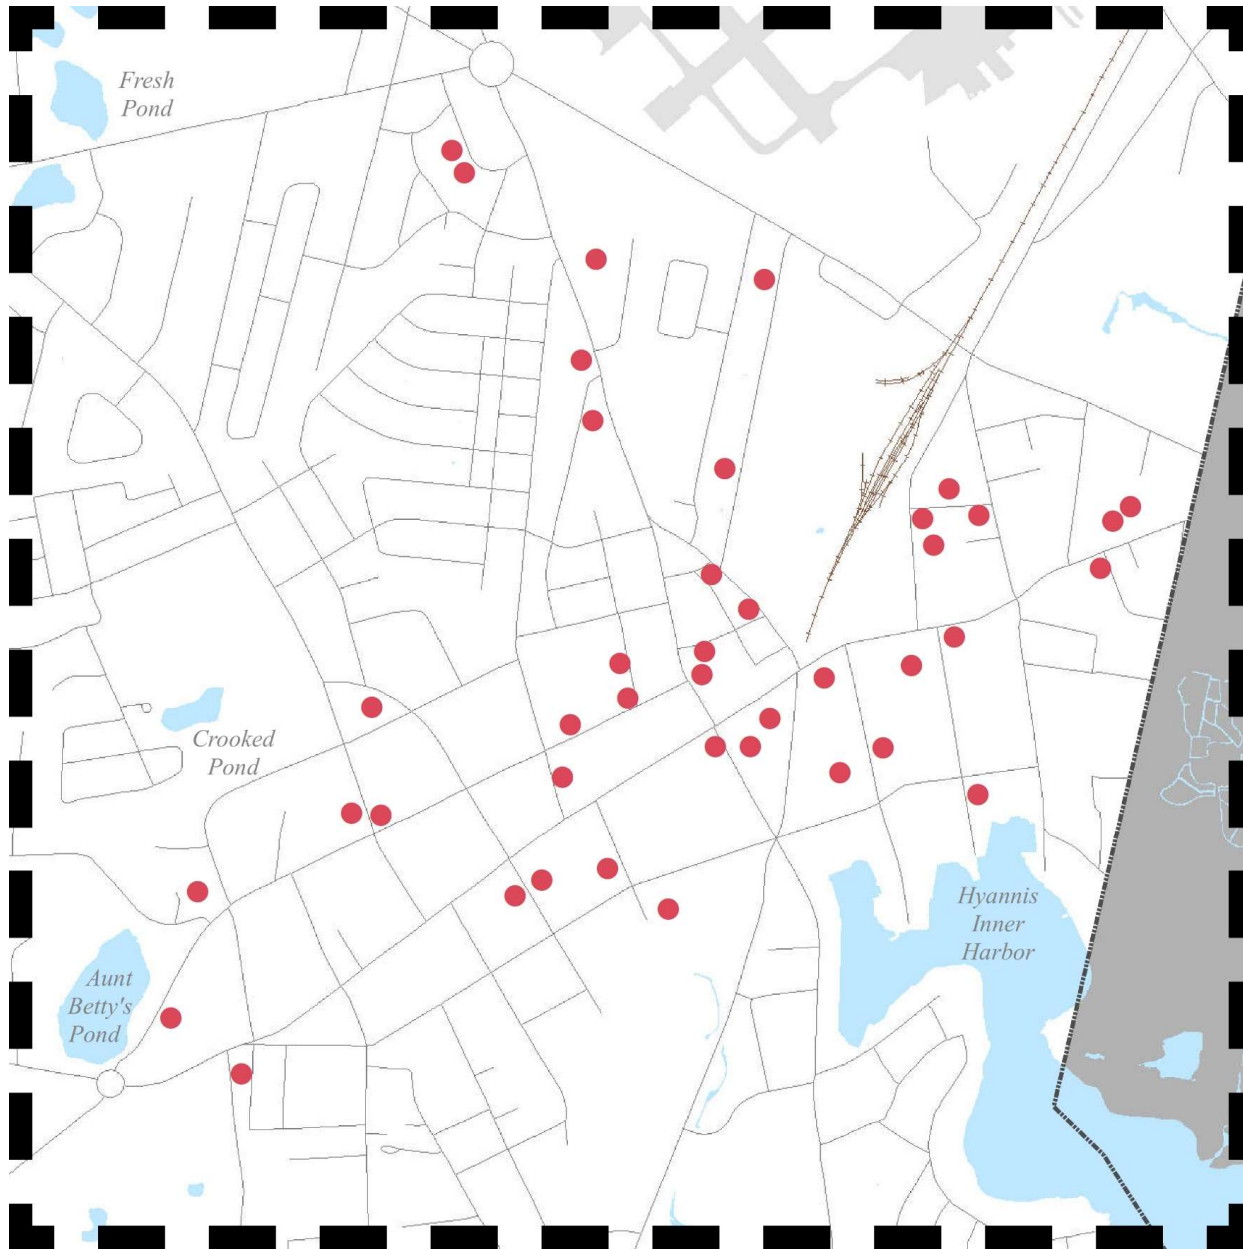 Fresh
Pond
Crooked
Pond
Hyannis
Inner
Harbor
Aunt
Betty's
Pond